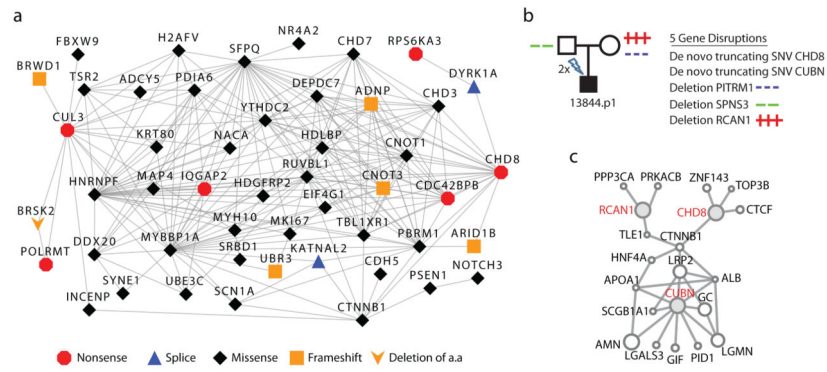 a
FBXW9
H2AFV
SFPQ
NR4A2
CHD7
RPS6KA3
BRWD1
TSR2
ADCY5
PDIA6
DEPDC7
ADNP
DYRK1A
CHD3
CUL3
YTHDC2
KRT80
NACA
HDLBP
CNOT1
RUVBL1
CHD8
HNRNPF
MAP4
IQGAP2
HDGFRP2
CNOT3
CDC42BPB
EIF4G1
BRSK2
MYH10
MKI67
TBL1XR1
POLRMT
DDX20
MYBBP1A
SRBD1
KATNAL2
PBRM1
ARID1B
UBR3
CDH5
SYNE1
UBE3C
SCN1A
PSEN1
NOTCH3
INCENP
CTNNB1
Nonsense
Splice
Missense
Frameshift
Deletion of a.a
b
2x
13844.p1
5 Gene Disruptions
De novo truncating SNV CHD8
De novo truncating SNV CUBN
Deletion PITRM1
Deletion SPNS3
Deletion RCAN1
c
PPP3CA
PRKACB
ZNF143
TOP3B
RCAN1
CHD8
CTCF
TLE1
CTNNB1
HNF4A
LRP2
APOA1
ALB
CUBN
GC
SCGB1A1
AMN
LGALS3
GIF
PID1
LGMN